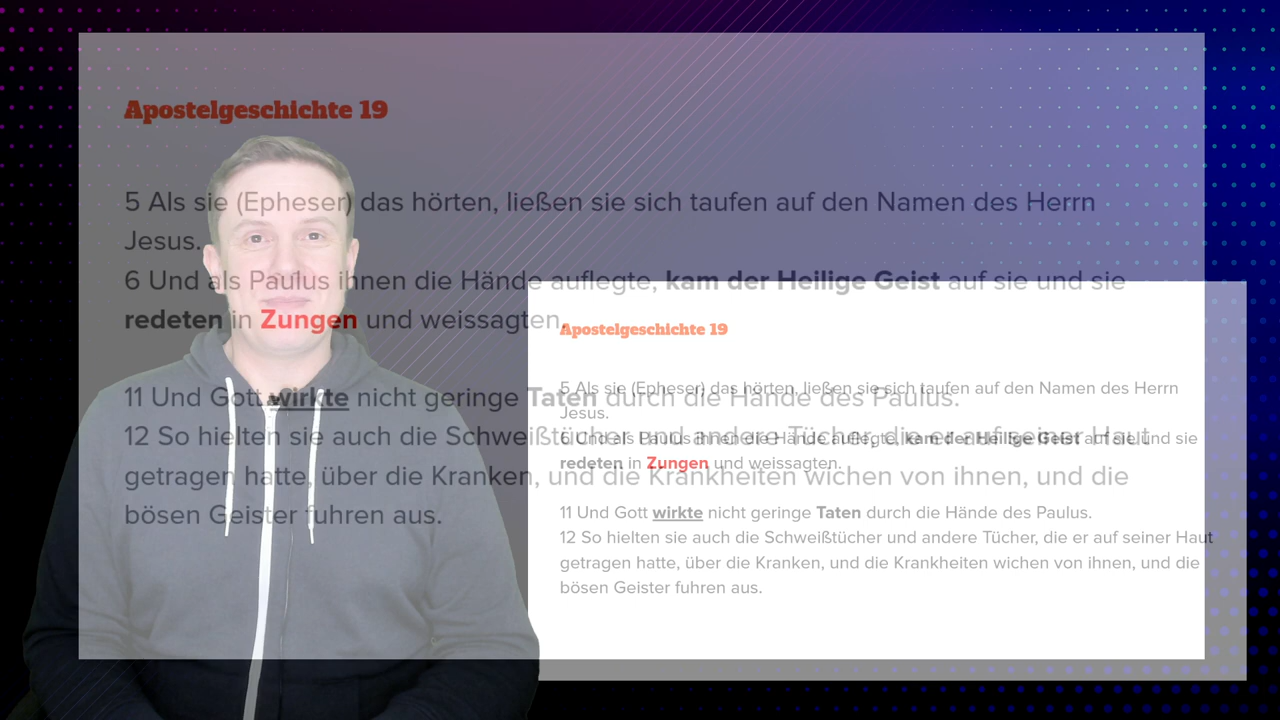 Apostelgeschichte 19
5 Als sie (Epheser) das hörten, ließen sie sich taufen auf den Namen des Herrn
Jesus.
6 Und als Paulus ihnen die Hände auflegte, kam der Heilige Geist auf sie und sie
redeten in Zungen und weissagten.
11 Und Gott wirkte nicht geringe Taten durch die Hände des Paulus.
12 So hielten sie auch die Schweißtücher und andere Tücher, die er auf seiner Haut
getragen hatte, über die Kranken, und die Krankheiten wichen von ihnen, und die
bösen Geister fuhren aus.
Apostelgeschichte 19
5 Als sie (Epheser) das hörten, ließen sie sich taufen auf den Namen des Herrn
Jesus.
6 Und als Paulus ihnen die Hände auflegte, kam der Heilige Geist auf sie und sie
redeten in Zungen und weissagten.
11 Und Gott wirkte nicht geringe Taten durch die Hände des Paulus.
12 So hielten sie auch die Schweißtücher und andere Tücher, die er auf seiner Haut
getragen hatte, über die Kranken, und die Krankheiten wichen von ihnen, und die
bösen Geister fuhren aus.